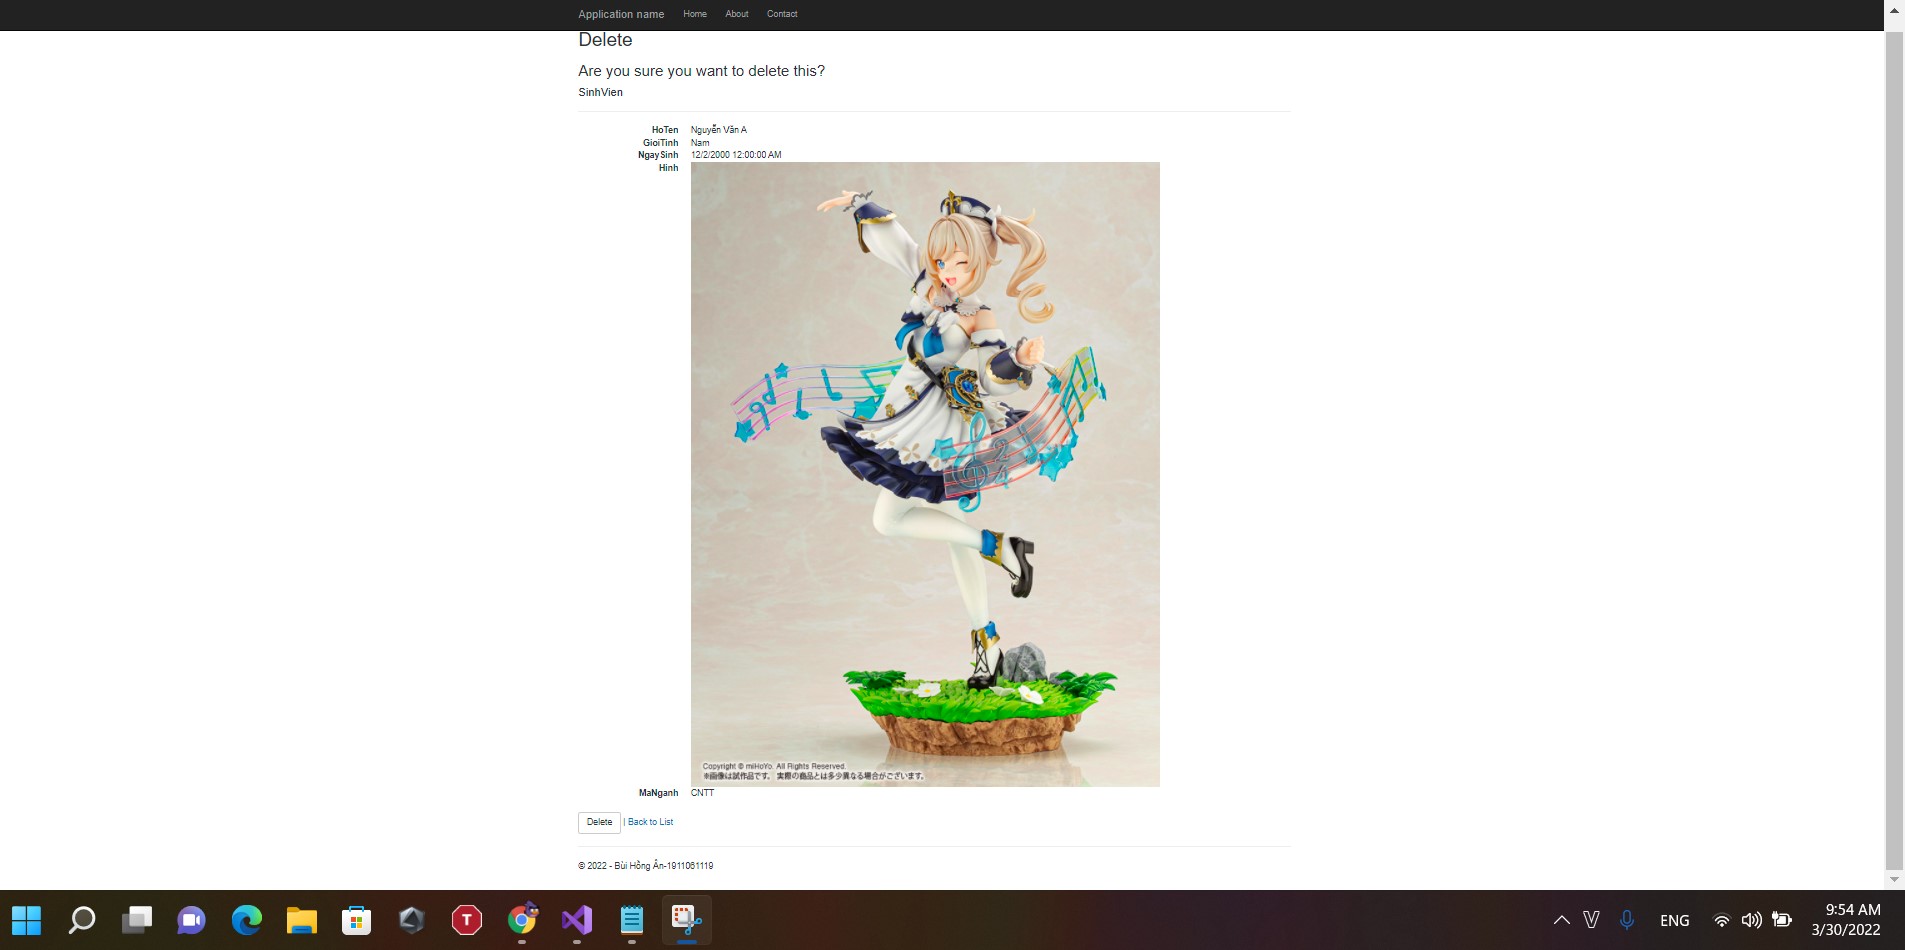 Application name Home About Contact
Delete
Are you sure you want to delete this?
SinhVien
HoTen Nguyễn Văn A
GioiTinh Nam
NgaySinh 12/2/2000 12:00:00 AM
Hinh
Copyright © miHoYo. All Rights Reserved.
※画像は試作品です。 実際の商品とは多少異なる場合がございます。
MaNganh CNTT
Delete | Back to List
© 2022 - Bùi Hồng Ân-1911061119
T
ENG
9:54 AM
3/30/2022